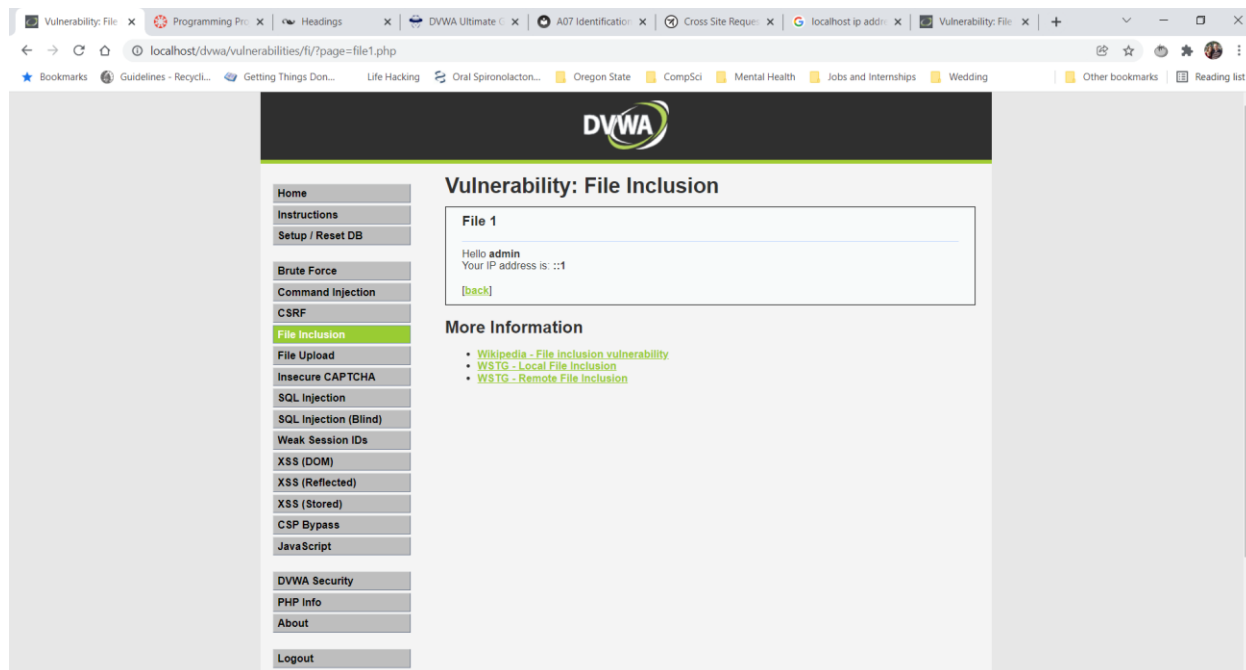 Vulnerability: File
Programming Pro
Headings
DVWA Ultimate G
A07 Identification
Cross Site Reques
localhost ip addre
Vulnerability: File
localhost/dvwa/vulnerabilities/fi/?page=file1.php
Bookmarks
Guidelines - Recycli...
Getting Things Don...
Life Hacking
Oral Spironolacton...
Oregon State
CompSci
Mental Health
Jobs and Internships
Wedding
Other bookmarks
Reading list
DVWA
Home
Instructions
Setup / Reset DB
Brute Force
Command Injection
CSRF
File Inclusion
File Upload
Insecure CAPTCHA
SQL Injection
SQL Injection (Blind)
Weak Session IDs
XSS (DOM)
XSS (Reflected)
XSS (Stored)
CSP Bypass
JavaScript
DVWA Security
PHP Info
About
Logout
Vulnerability: File Inclusion
File 1
Hello admin
Your IP address is: ::1
[back]
More Information
• Wikipedia - File inclusion vulnerability
• WSTG - Local File Inclusion
• WSTG - Remote File Inclusion